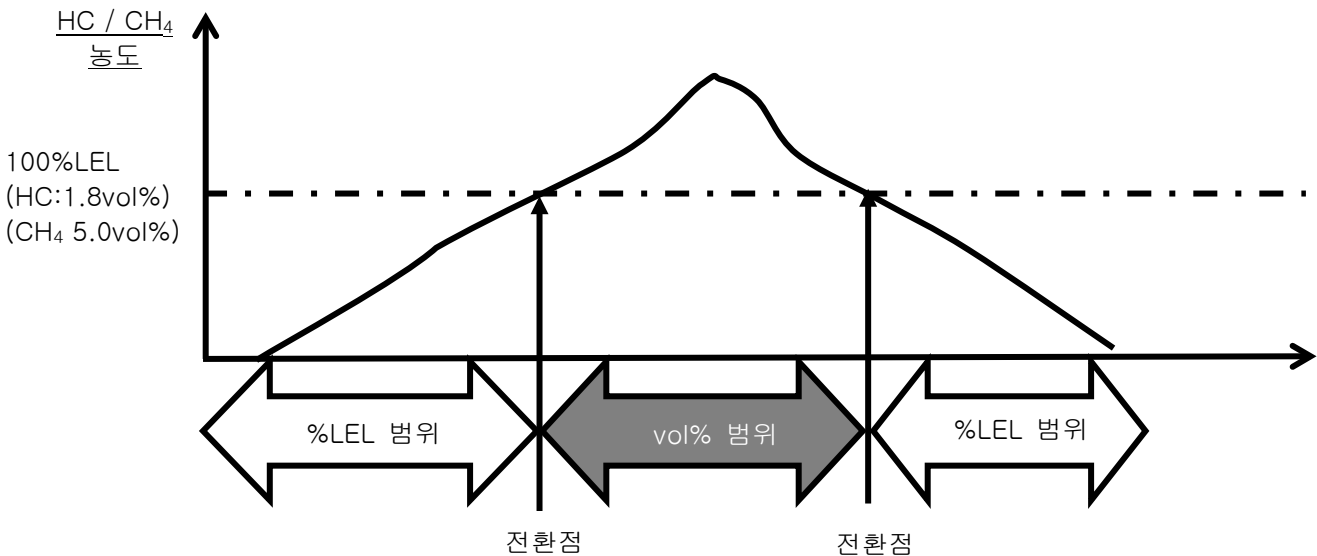 HC / CH₄
농도
100%LEL
(HC:1.8vol%)
(CH₄ 5.0vol%)
%LEL 범위
vol% 범위
%LEL 범위
전환점
전환점